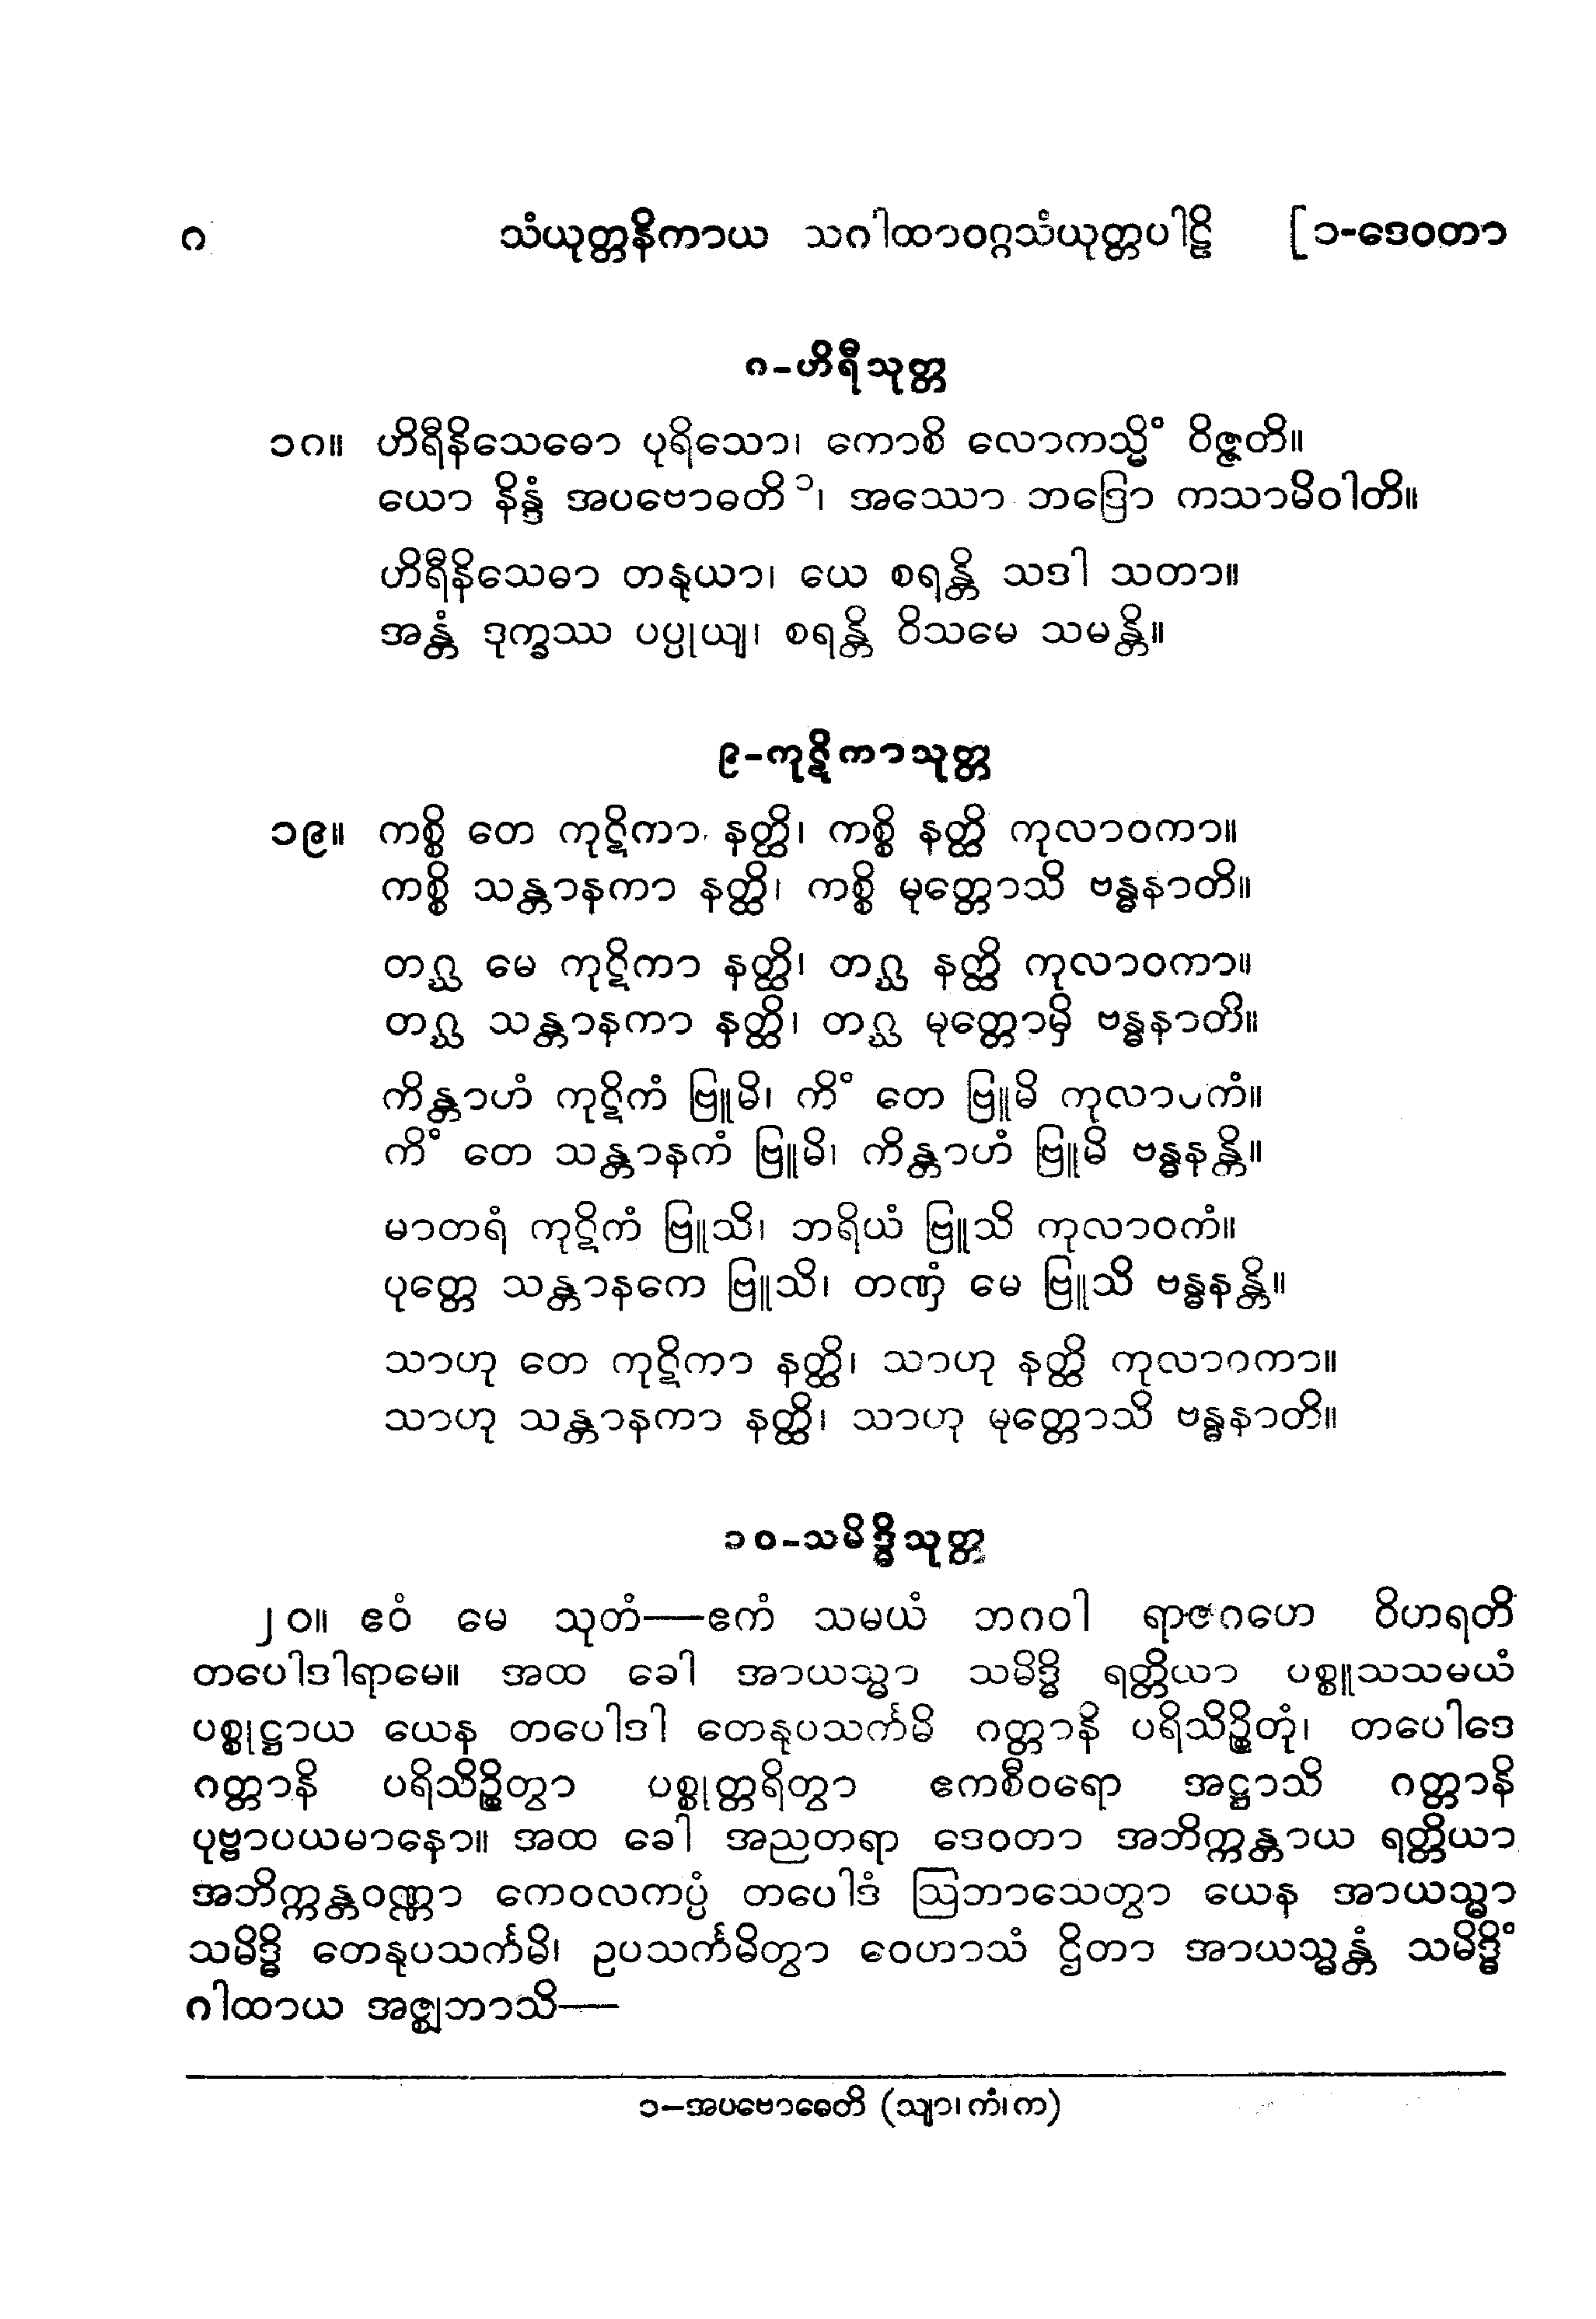 ၈ သံယုတ္တနိကာယ သဂါထာဝဂ္ဂသံယုတ္တပါဠိ [၁-ဒေဝတာ
၈-ဟိရီသုတ္တ
၁၈။ ဟိရီနိသေဓော ပုရိသော၊ ကောစိ လောကသ္မိံ ဝိဇ္ဇတိ။
ယော နိန္ဒံ အပဗောဓတိ ၁၊ အဿော ဘဒြော ကသာမိဝါတိ။
ဟိရီနိသေဓာ တနုယာ၊ ယေ စရန္တိ သဒါ သတာ။
အန္တံ ဒုက္ခဿ ပပ္ပုယျ၊ စရန္တိ ဝိသမေ သမန္တိ။
၉-ကုဋိကာသုတ္တ
၁၉။ ကစ္စိ တေ ကုဋိကာ နတ္ထိ၊ ကစ္စိ နတ္ထိ ကုလာဝကာ။
ကစ္စိ သန္တာနကာ နတ္ထိ၊ ကစ္စိ မုတ္တောသိ ဗန္ဓနာတိ။
တဂ္ဃ မေ ကုဋိကာ နတ္ထိ၊ တဂ္ဃ နတ္ထိ ကုလာဝကာ။
တဂ္ဃ သန္တာနကာ နတ္ထိ၊ တဂ္ဃ မုတ္တောမှိ ဗန္ဓနာတိ။
ကိန္တာဟံ ကုဋိကံ ဗြူမိ၊ ကိံ တေ ဗြူမိ ကုလာဝကံ။
ကိံ တေ သန္တာနကံ ဗြူမိ၊ ကိန္တာဟံ ဗြူမိ ဗန္ဓနန္တိ။
မာတရံ ကုဋိကံ ဗြူသိ၊ ဘရိယံ ဗြူသိ ကုလာဝကံ။
ပုတ္တေ သန္တာနကေ ဗြူသိ၊ တဏှံ မေ ဗြူသိ ဗန္ဓနန္တိ။
သာဟု တေ ကုဋိကာ နတ္ထိ၊ သာဟု နတ္ထိ ကုလာဝကာ။
သာဟု သန္တာနကာ နတ္ထိ၊ သာဟု မုတ္တောသိ ဗန္ဓနာတိ။
၁၀-သမိဒ္ဓိသုတ္တ
၂၀။ ဧဝံ မေ သုတံ—ဧကံ သမယံ ဘဂဝါ ရာဇဂဟေ ဝိဟရတိ
တပေါဒါရာမေ။ အထ ခေါ အာယသ္မာ သမိဒ္ဓိ ရတ္တိယာ ပစ္စူသသမယံ
ပစ္စုဋ္ဌာယ ယေန တပေါဒါ တေနုပသင်္ကမိ ဂတ္တာနိ ပရိသိဉ္စိတုံ၊ တပေါဒေ
ဂတ္တာနိ ပရိသိဉ္စိတွာ ပစ္စုတ္တရိတွာ ဧကစီဝရော အဋ္ဌာသိ ဂတ္တာနိ
ပုဗ္ဗာပယမာနော။ အထ ခေါ အညတရာ ဒေဝတာ အဘိက္ကန္တာယ ရတ္တိယာ
အဘိက္ကန္တဝဏ္ဏာ ကေဝလကပ္ပံ တပေါဒံ ဩဘာသေတွာ ယေန အာယသ္မာ
သမိဒ္ဓိ တေနုပသင်္ကမိ၊ ဥပသင်္ကမိတွာ ဝေဟာသံ ဌိတာ အာယသ္မန္တံ သမိဒ္ဓိံ
ဂါထာယ အဇ္ဈဘာသိ—
၁—အပဗောဓေတိ (သျာ၊ ကံ၊ က)